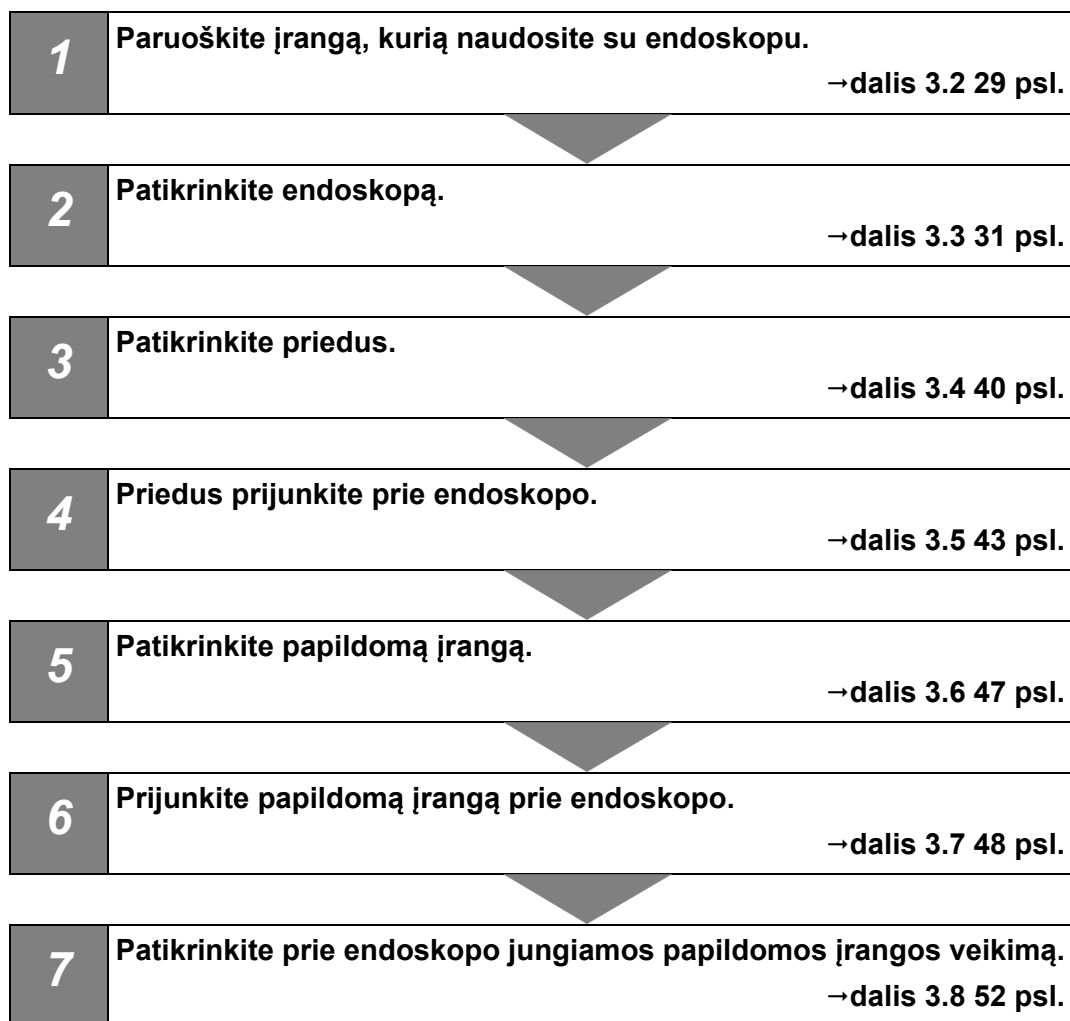 1
Paruoškite įrangą, kurią naudosite su endoskopu.
→dalis 3.2 29 psl.
2
Patikrinkite endoskopą.
→dalis 3.3 31 psl.
3
Patikrinkite priedus.
→dalis 3.4 40 psl.
4
Priedus prijunkite prie endoskopo.
→dalis 3.5 43 psl.
5
Patikrinkite papildomą įrangą.
→dalis 3.6 47 psl.
6
Prijunkite papildomą įrangą prie endoskopo.
→dalis 3.7 48 psl.
7
Patikrinkite prie endoskopo jungiamos papildomos įrangos veikimą.
→dalis 3.8 52 psl.